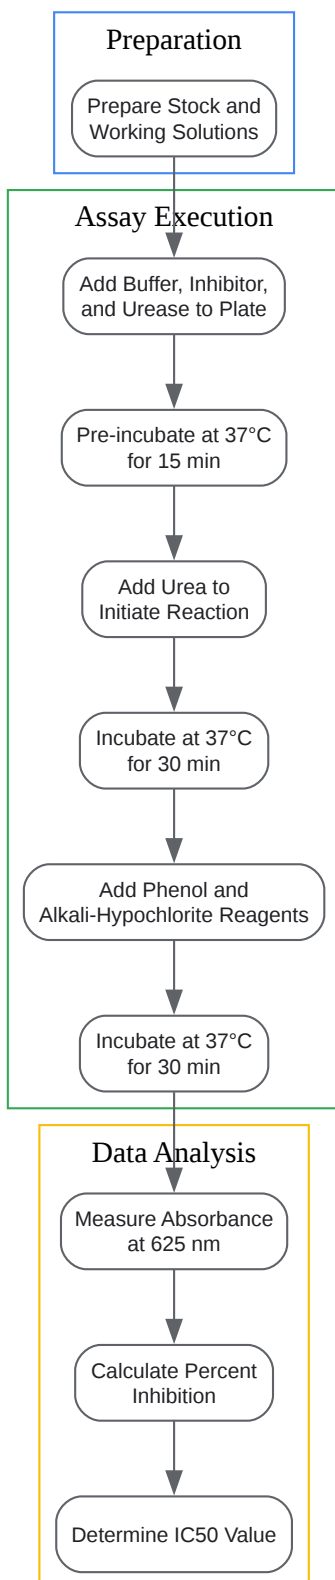 Preparation
Prepare Stock and
Working Solutions
Assay Execution
Add Buffer, Inhibitor,
and Urease to Plate
Pre-incubate at 37°C
for 15 min
Add Urea to
Initiate Reaction
Incubate at 37°C
for 30 min
Add Phenol and
Alkali-Hypochlorite Reagents
Incubate at 37°C
for 30 min
Data Analysis
Measure Absorbance
at 625 nm
Calculate Percent
Inhibition
Determine IC50 Value